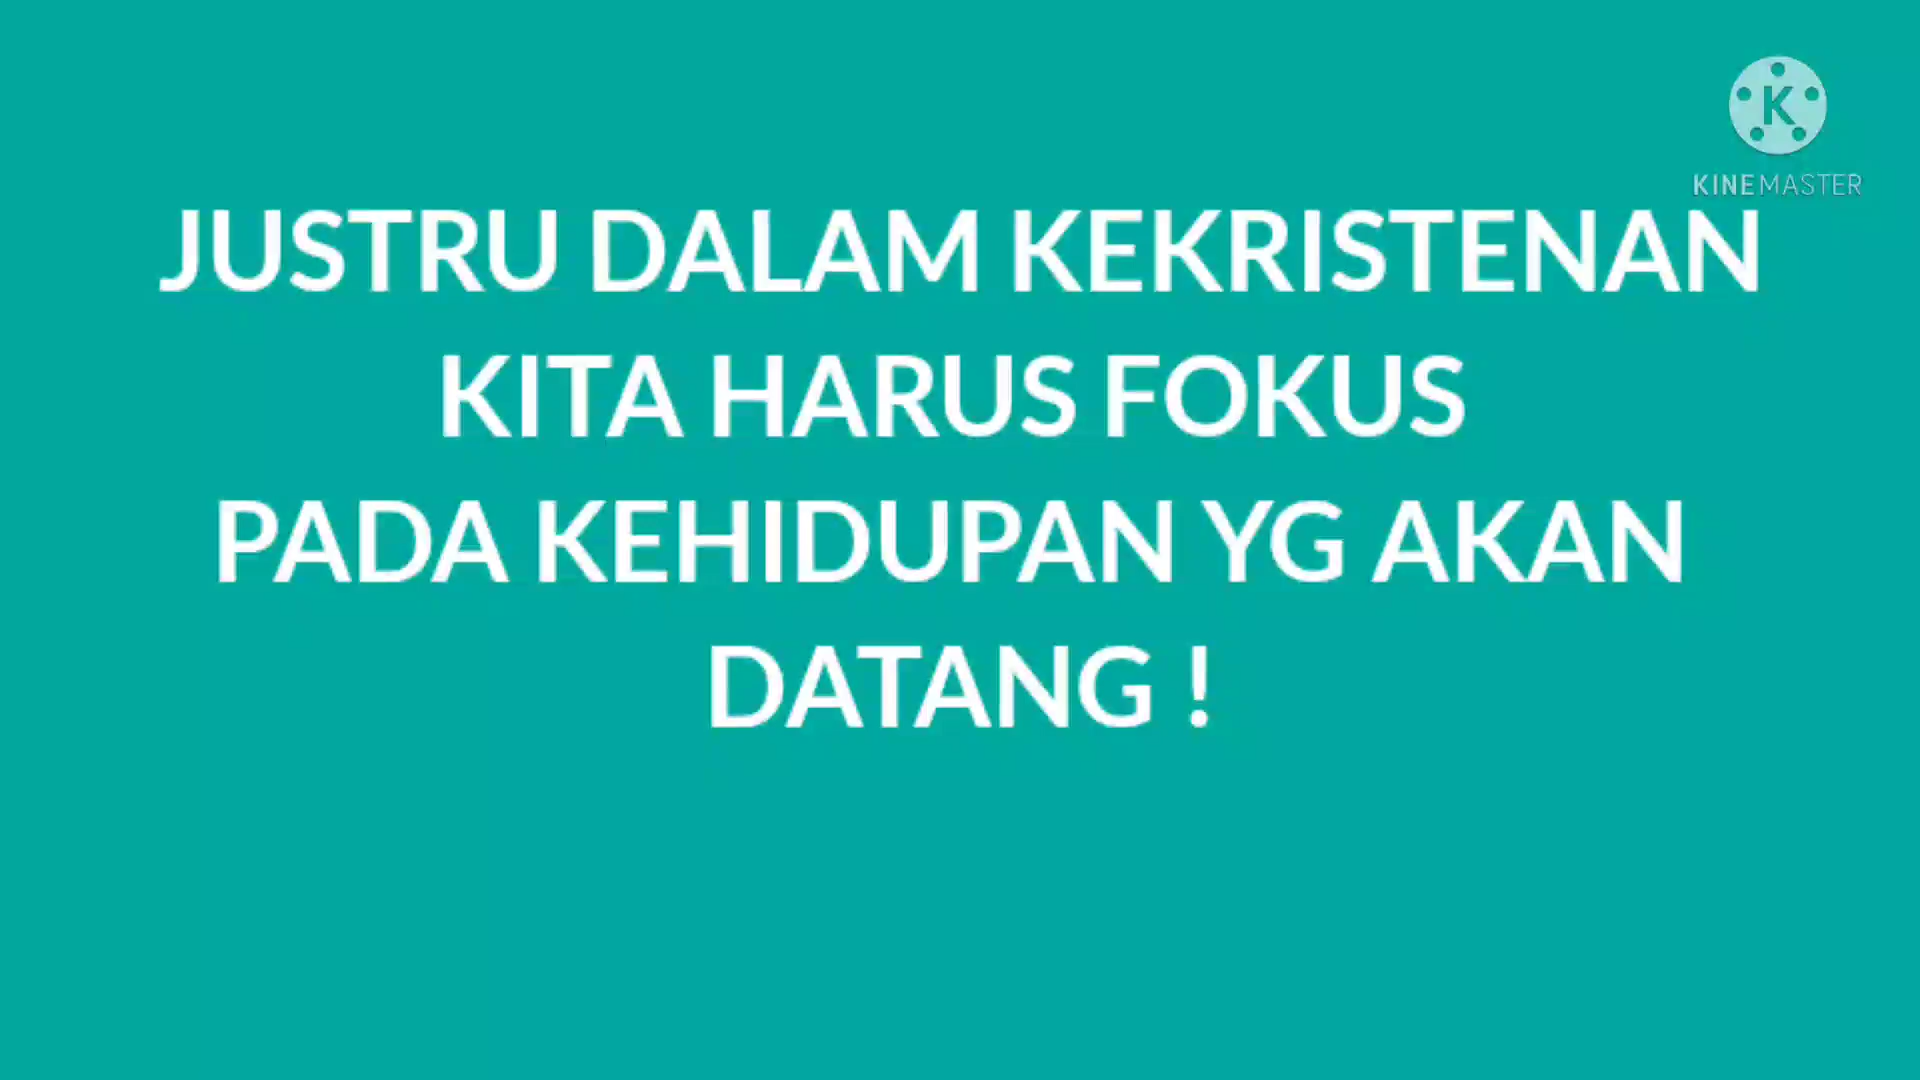 K
KINEMASTER
JUSTRU DALAM KEKRISTENAN
KITA HARUS FOKUS
PADA KEHIDUPAN YG AKAN
DATANG !